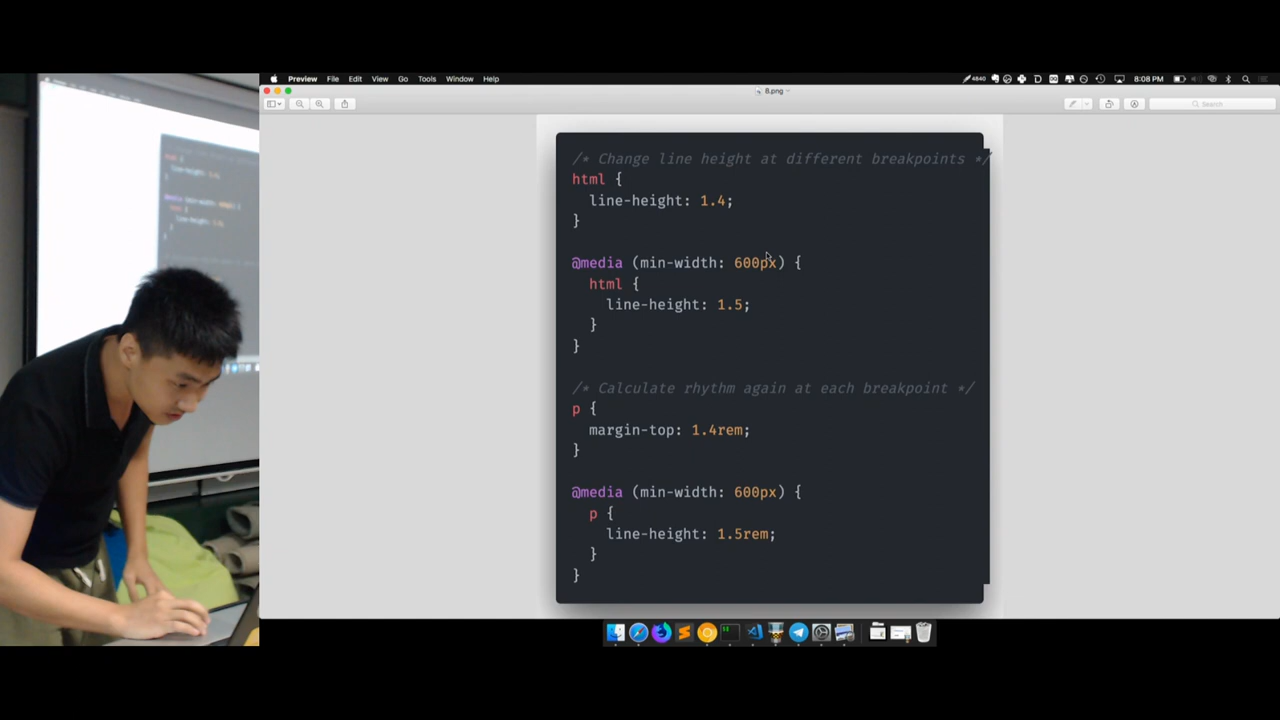 Preview File Edit View Go Tools Window Help
4840
8:08 PM
8.png
Search
/* Change line height at different breakpoints */
html {
line-height: 1.4;
}
@media (min-width: 600px) {
html {
line-height: 1.5;
}
}
/* Calculate rhythm again at each breakpoint */
p {
margin-top: 1.4rem;
}
@media (min-width: 600px) {
p {
line-height: 1.5rem;
}
}